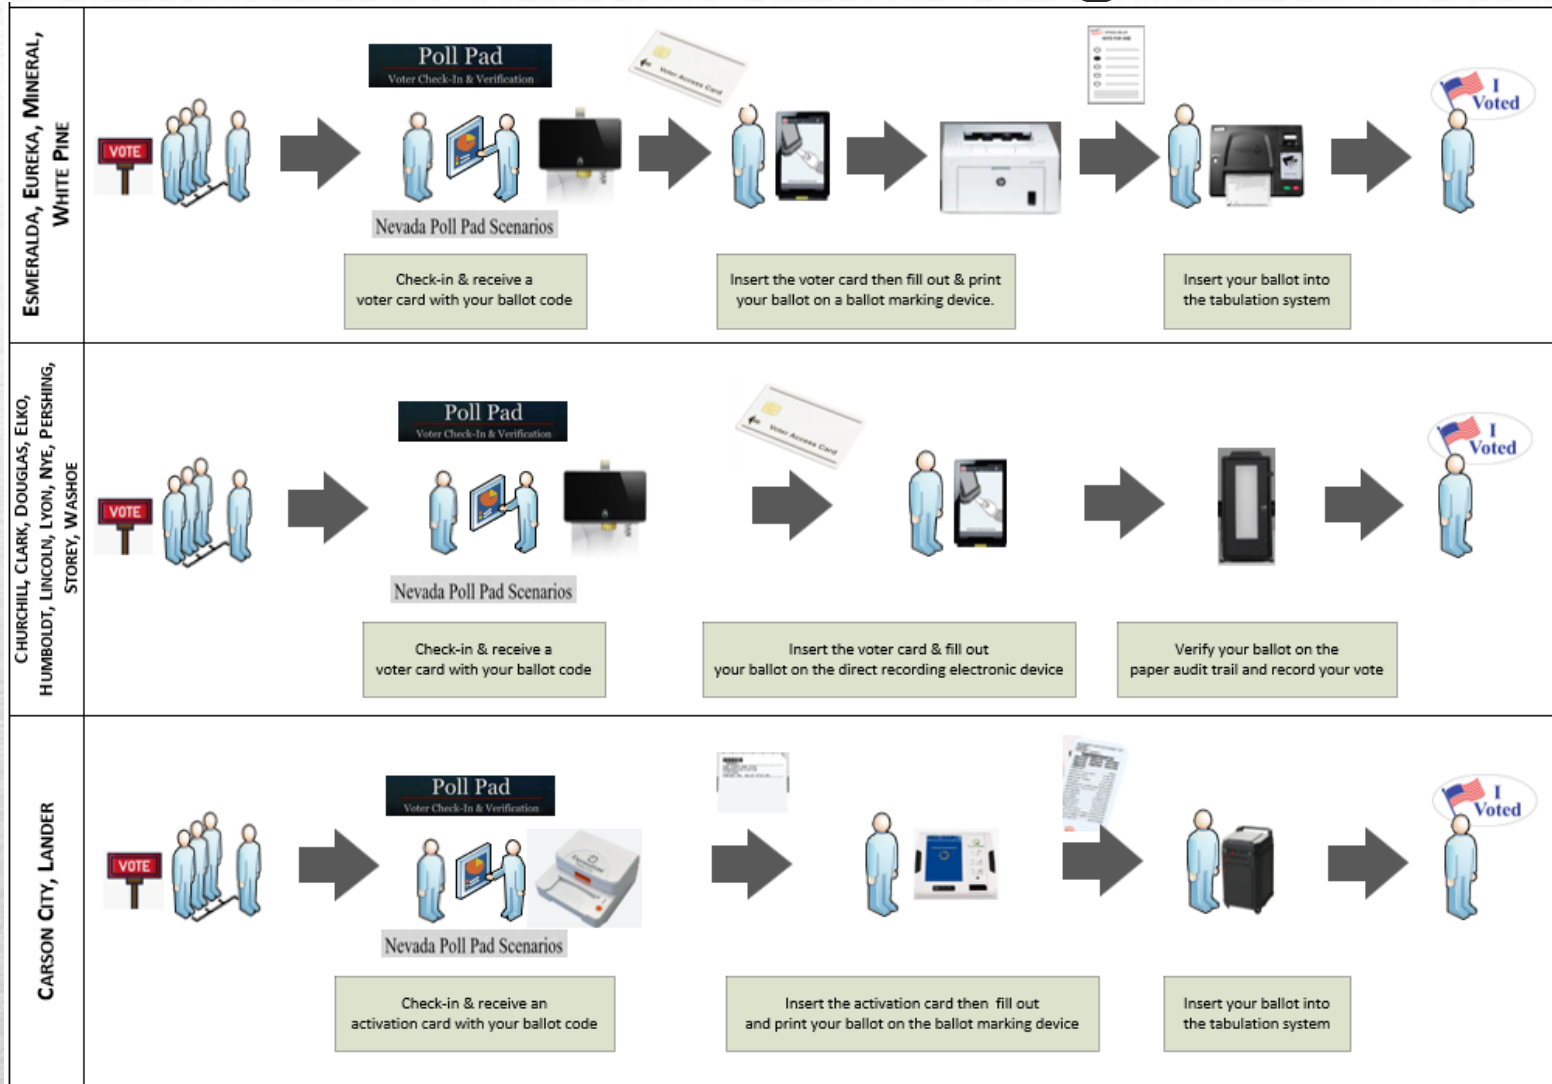 ESMERALDA, EUREKA, MINERAL,
WHITE PINE
VOTE
Poll Pad
Voter Check-In & Verification
Nevada Poll Pad Scenarios
Check-in & receive a
voter card with your ballot code
Voter Access Card
Insert the voter card then fill out & print
your ballot on a ballot marking device.
Insert your ballot into
the tabulation system
I
Voted
CHURCHILL, CLARK, DOUGLAS, ELKO,
HUMBOLDT, LINCOLN, LYON, NYE, PERSHING,
STOREY, WASHOE
VOTE
Poll Pad
Voter Check-In & Verification
Nevada Poll Pad Scenarios
Check-in & receive a
voter card with your ballot code
Voter Access Card
Insert the voter card & fill out
your ballot on the direct recording electronic device
Verify your ballot on the
paper audit trail and record your vote
I
Voted
CARSON CITY, LANDER
VOTE
Poll Pad
Voter Check-In & Verification
Nevada Poll Pad Scenarios
Check-in & receive an
activation card with your ballot code
Insert the activation card then fill out
and print your ballot on the ballot marking device
Insert your ballot into
the tabulation system
I
Voted